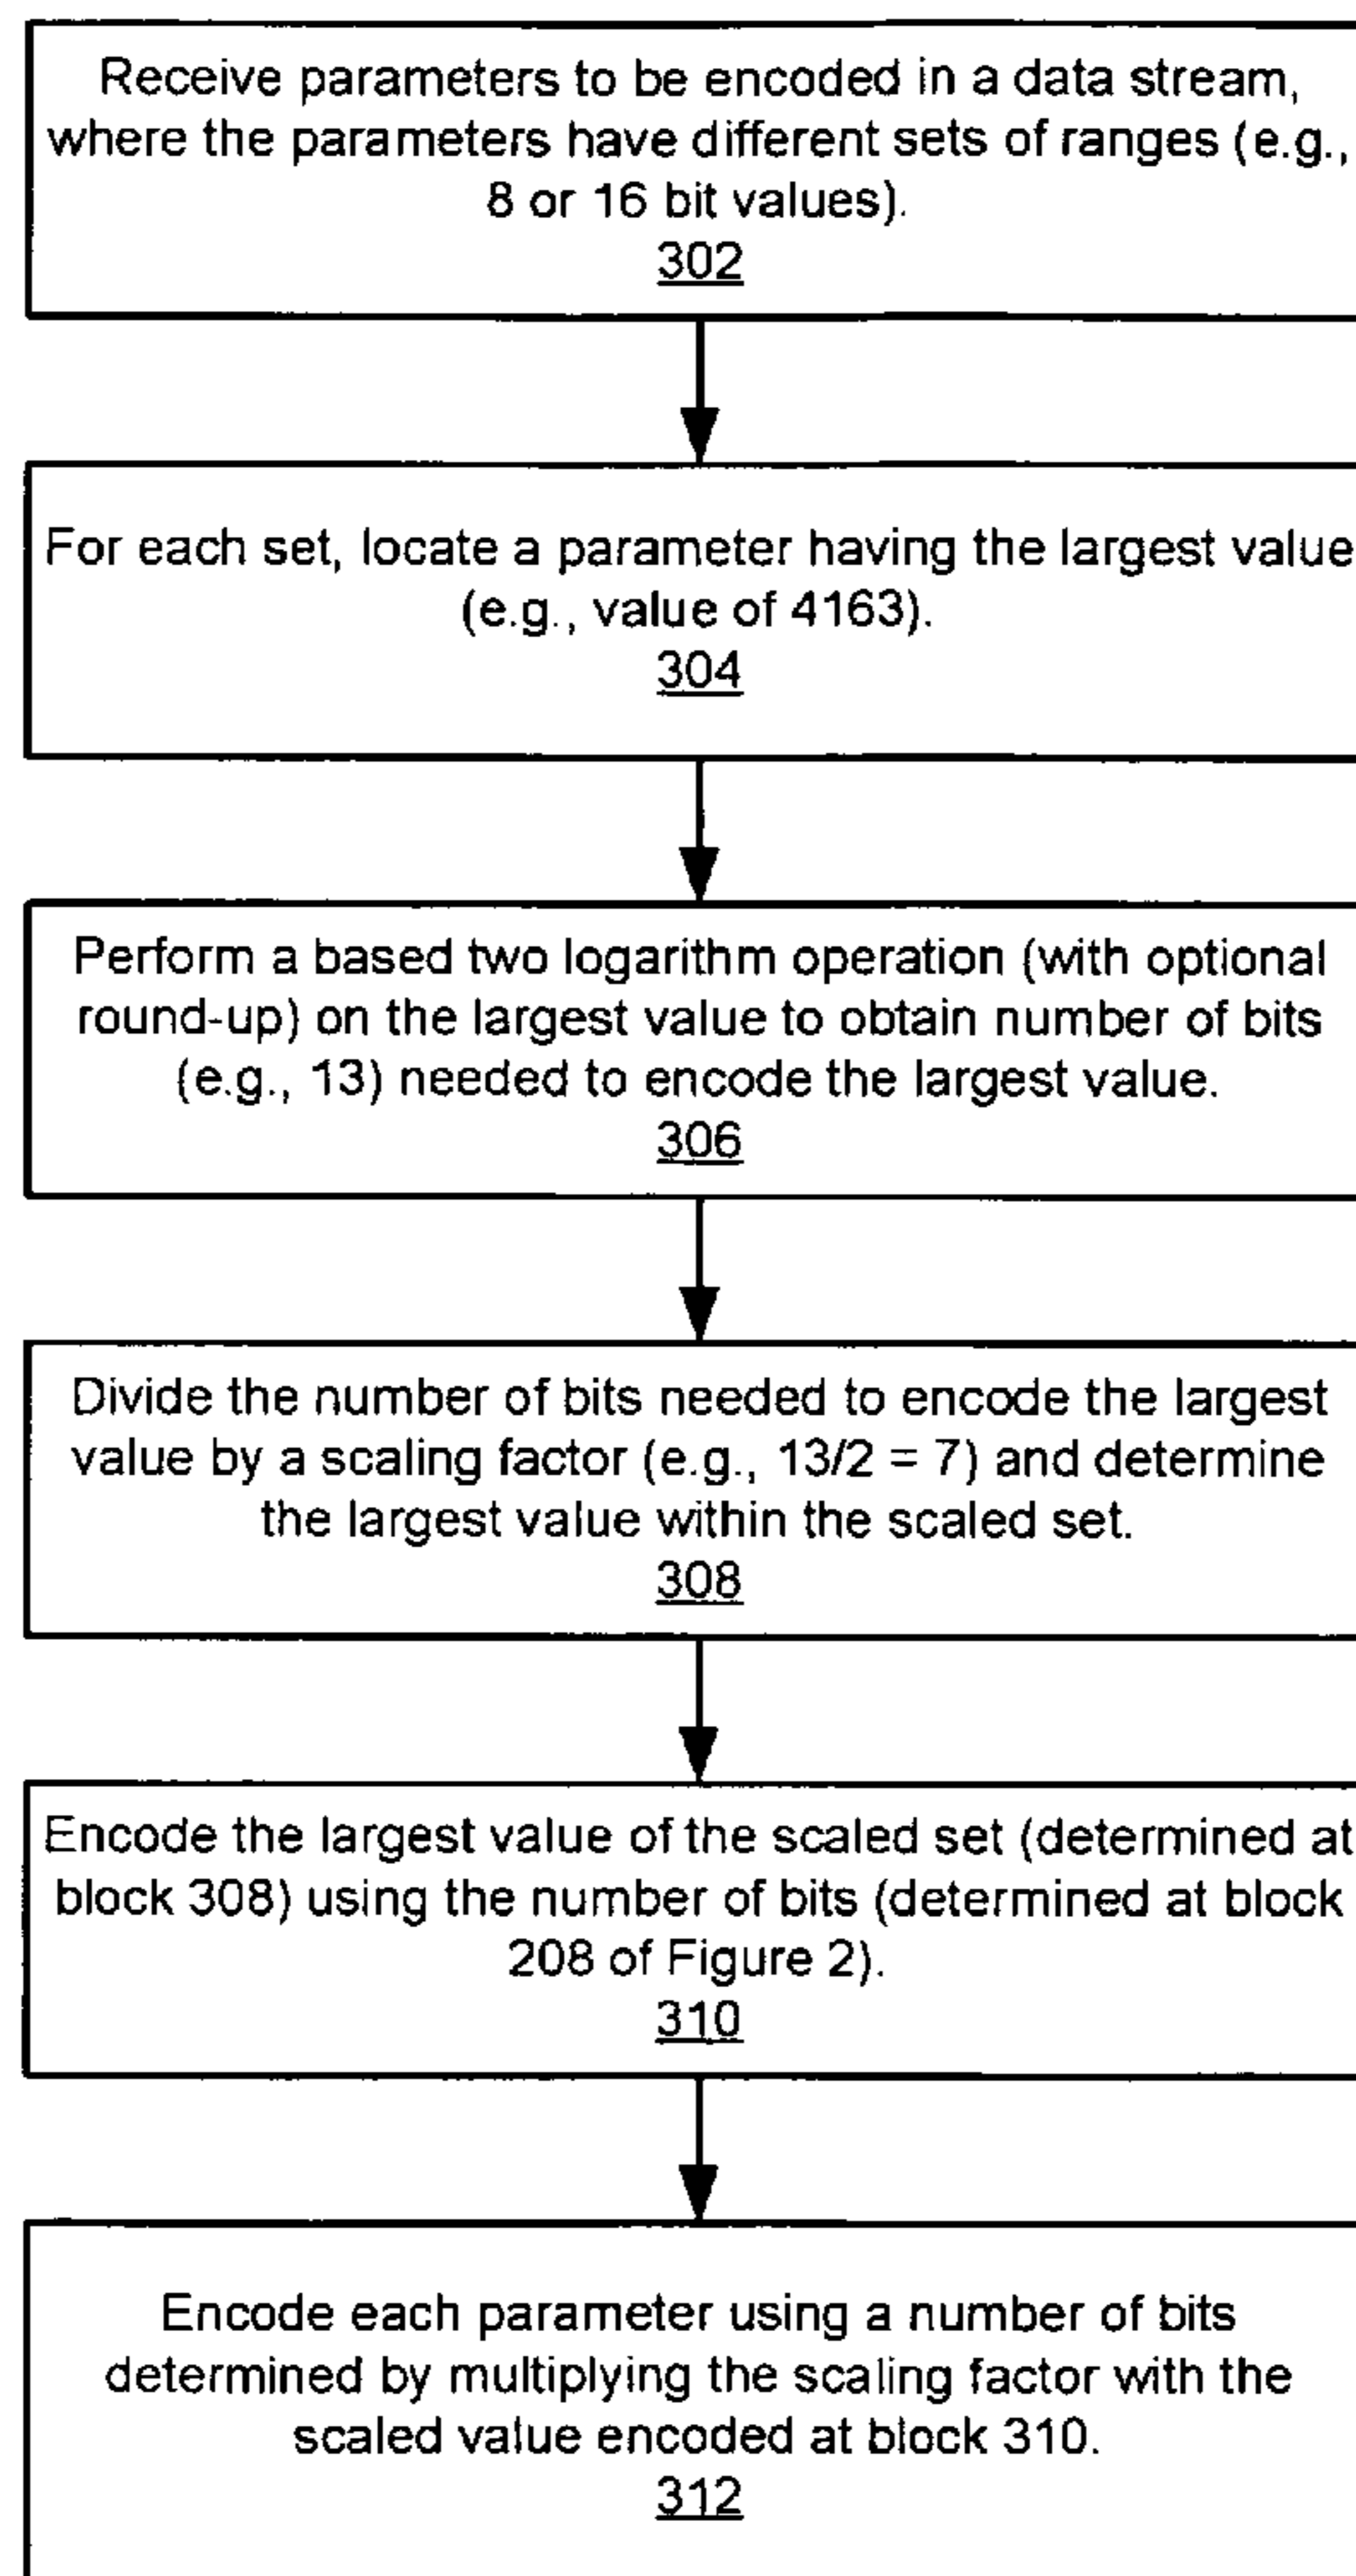 Receive parameters to be encoded in a data stream,
where the parameters have different sets of ranges (e.g.,
8 or 16 bit values).
302
For each set, locate a parameter having the largest value
(e.g., value of 4163).
304
Perform a based two logarithm operation (with optional
round-up) on the largest value to obtain number of bits
(e.g., 13) needed to encode the largest value.
306
Divide the number of bits needed to encode the largest
value by a scaling factor (e.g., 13/2 = 7) and determine
the largest value within the scaled set.
308
Encode the largest value of the scaled set (determined at
block 308) using the number of bits (determined at block
208 of Figure 2).
310
Encode each parameter using a number of bits
determined by multiplying the scaling factor with the
scaled value encoded at block 310.
312